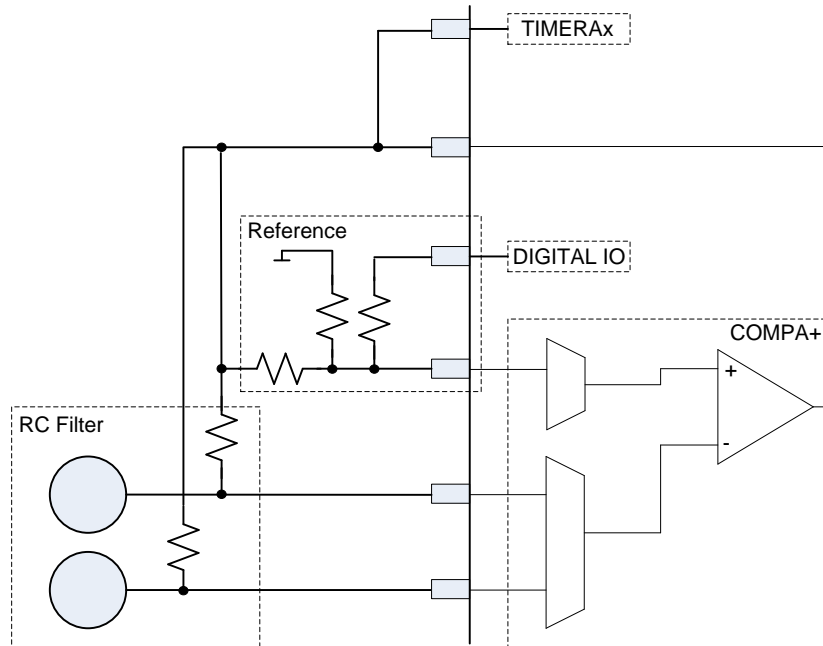 TIMERAx
Reference
DIGITAL IO
COMPA+
+
-
RC Filter